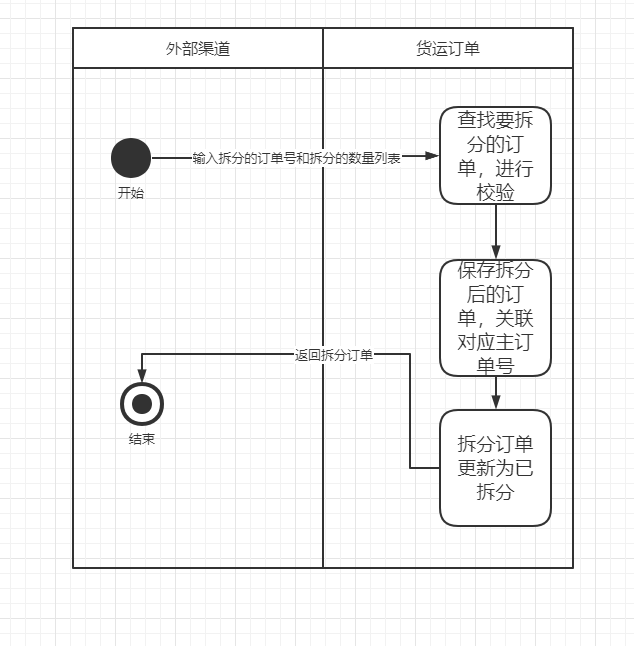 外部渠道
货运订单
查找要拆
分的订
单，进行
校验
输入拆分的订单号和拆分的数量列表
开始
保存拆分
后的订
单，关联
对应主订
单号
返回拆分订单
结束
拆分订单
更新为已
拆分